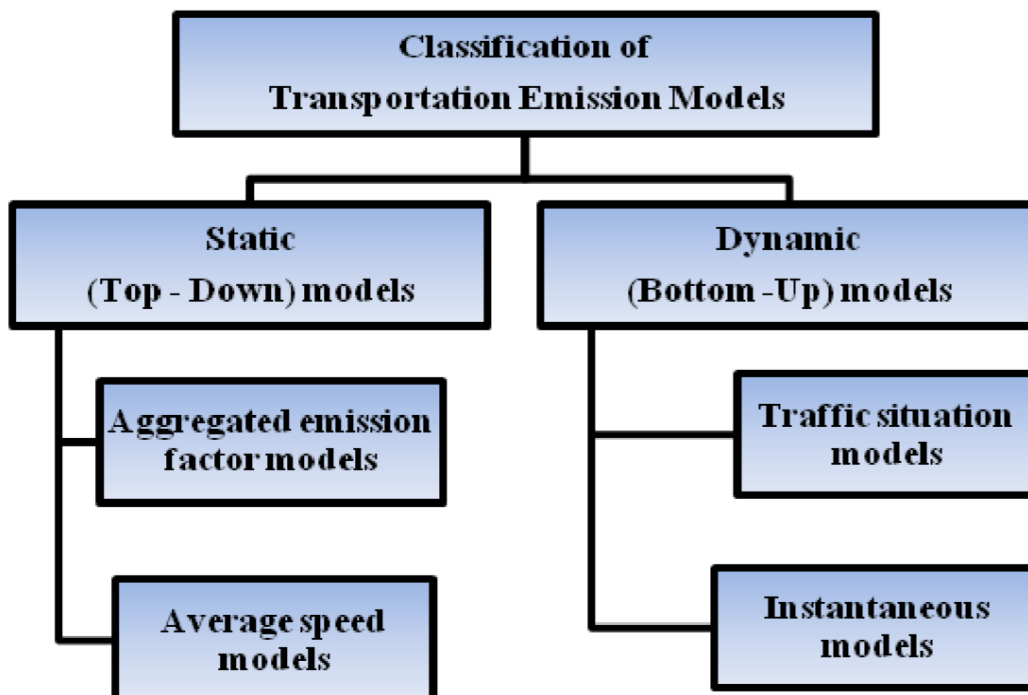 Classification of
Transportation Emission Models
Static
(Top - Down) models
Dynamic
(Bottom -Up) models
Aggregated emission
factor models
Traffic situation
models
Average speed
models
Instantaneous
models